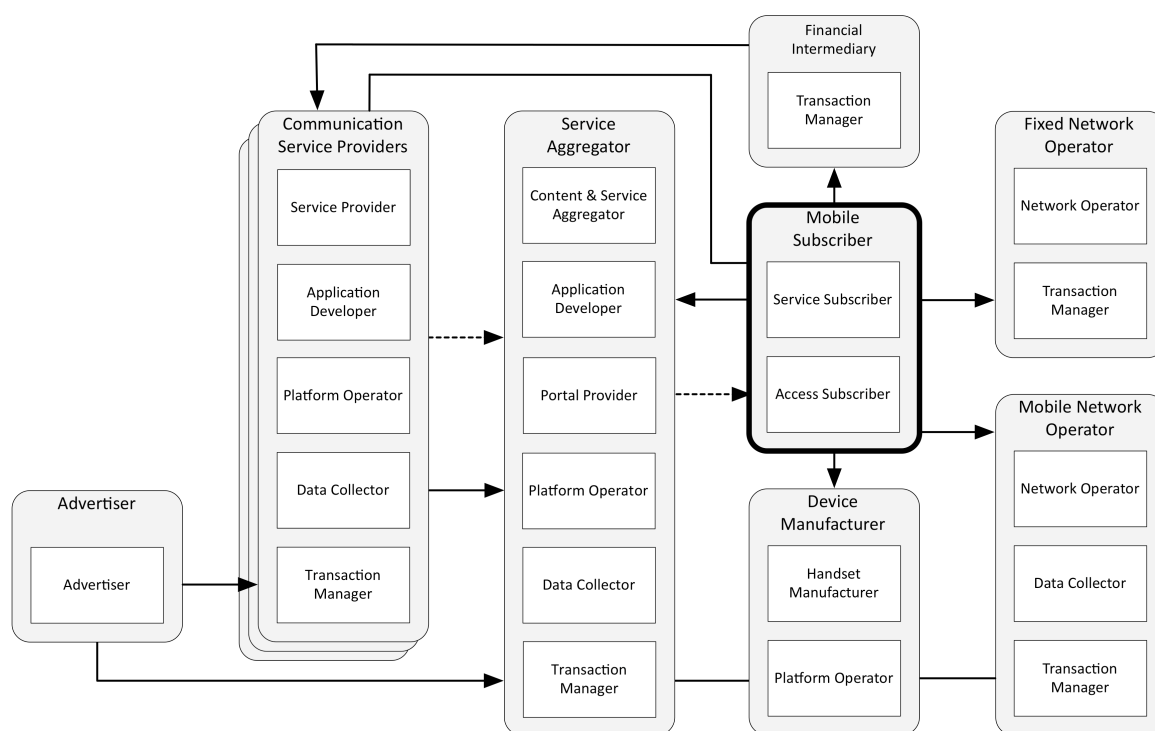 Financial
Intermediary
Transaction
Manager
Communication
Service Providers
Service Provider
Application
Developer
Platform Operator
Data Collector
Transaction
Manager
Service
Aggregator
Content & Service
Aggregator
Application
Developer
Portal Provider
Platform Operator
Data Collector
Transaction
Manager
Mobile
Subscriber
Service Subscriber
Access Subscriber
Fixed Network
Operator
Network Operator
Transaction
Manager
Mobile Network
Operator
Network Operator
Data Collector
Transaction
Manager
Device
Manufacturer
Handset
Manufacturer
Platform Operator
Advertiser
Advertiser